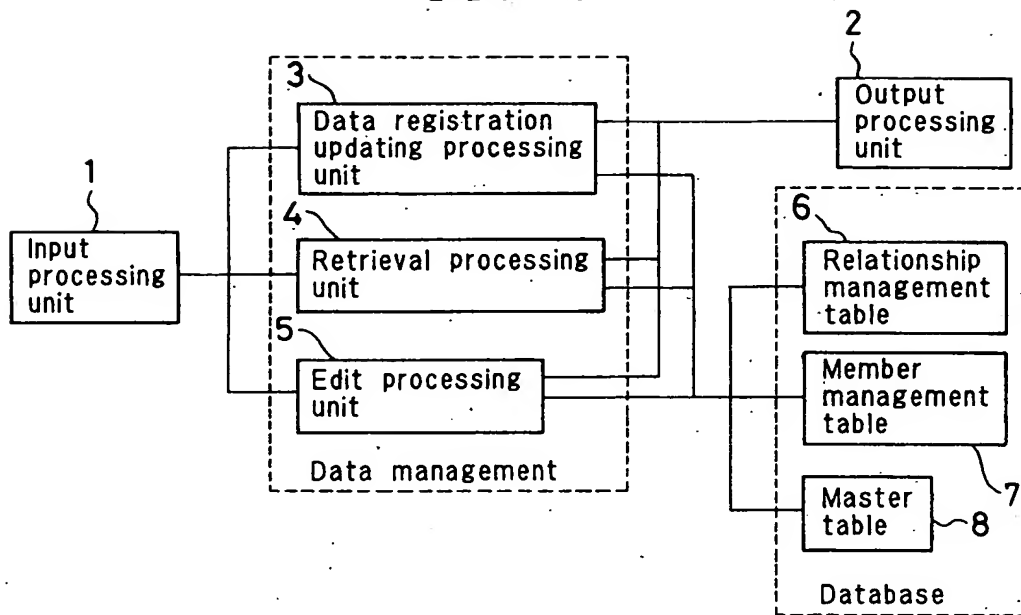 1
Input
processing
unit
3
Data registration
updating processing
unit
4
Retrieval processing
unit
5
Edit processing
unit
Data management
2
Output
processing
unit
6
Relationship
management
table
Member
management
table
7
Master
table
8
Database